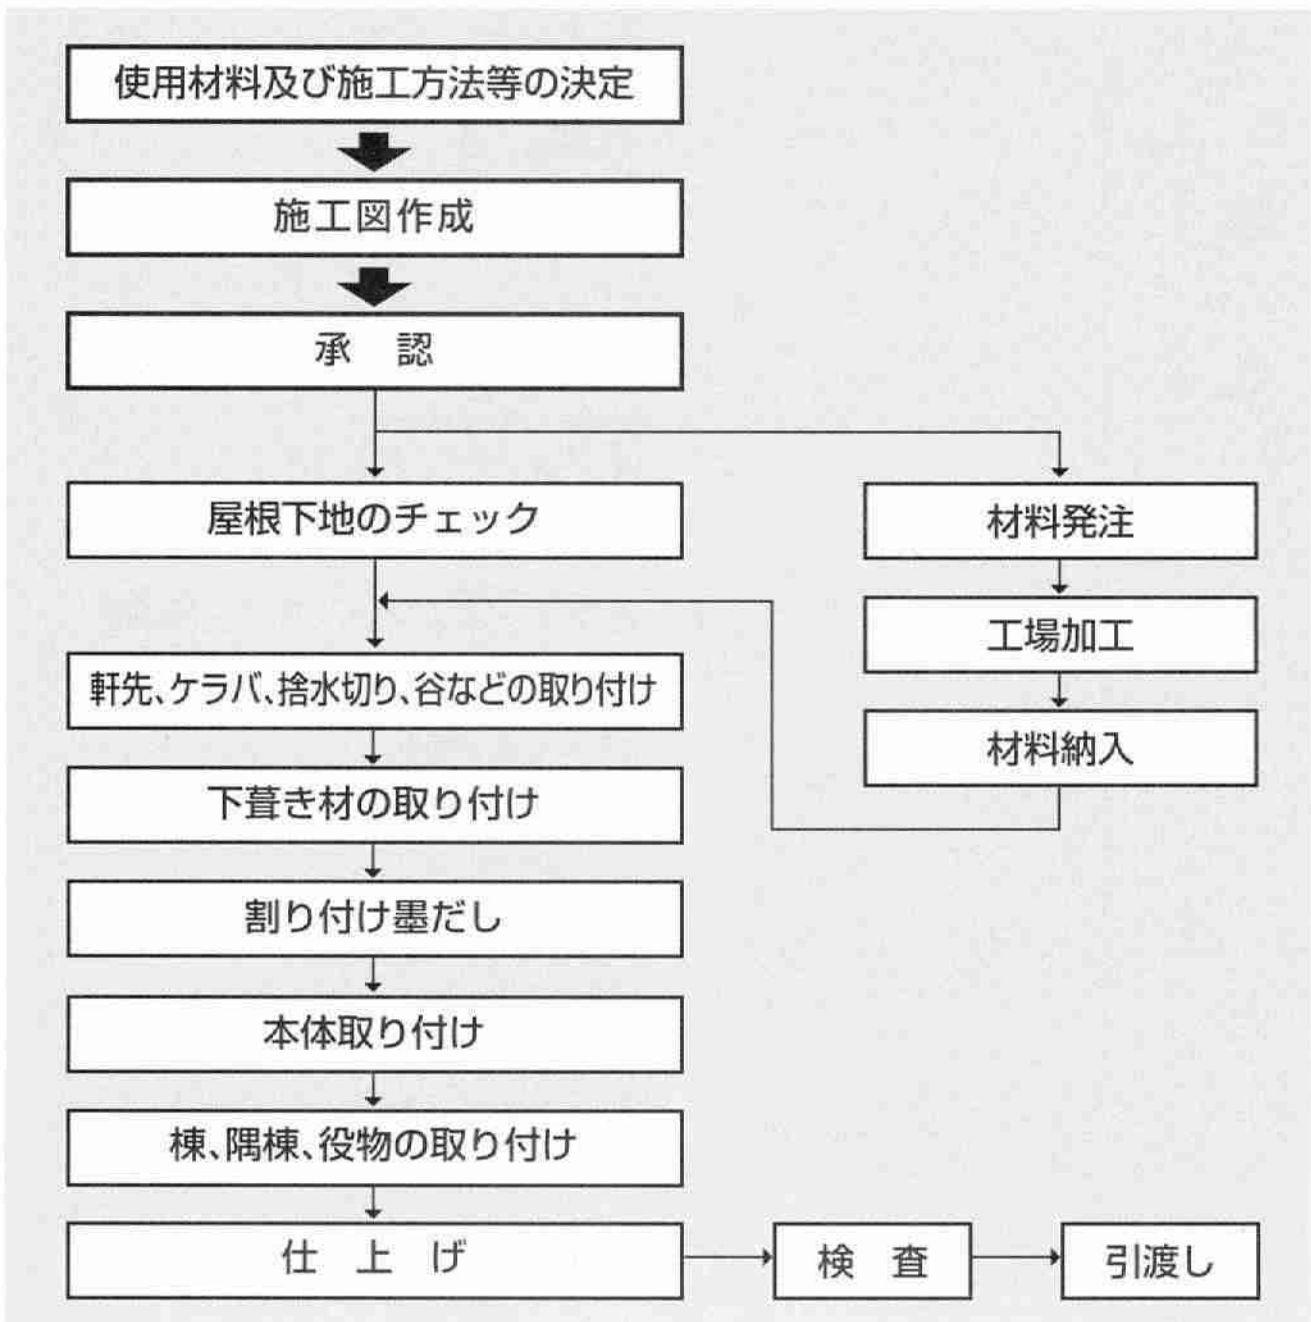 使用材料及び施工方法等の決定
施工図作成
承 認
屋根下地のチェック
材料発注
工場加工
材料納入
軒先、ケラバ、捨水切り、谷などの取り付け
下葺き材の取り付け
割り付け墨だし
本体取り付け
棟、隅棟、役物の取り付け
仕 上 げ
検 査
引渡し